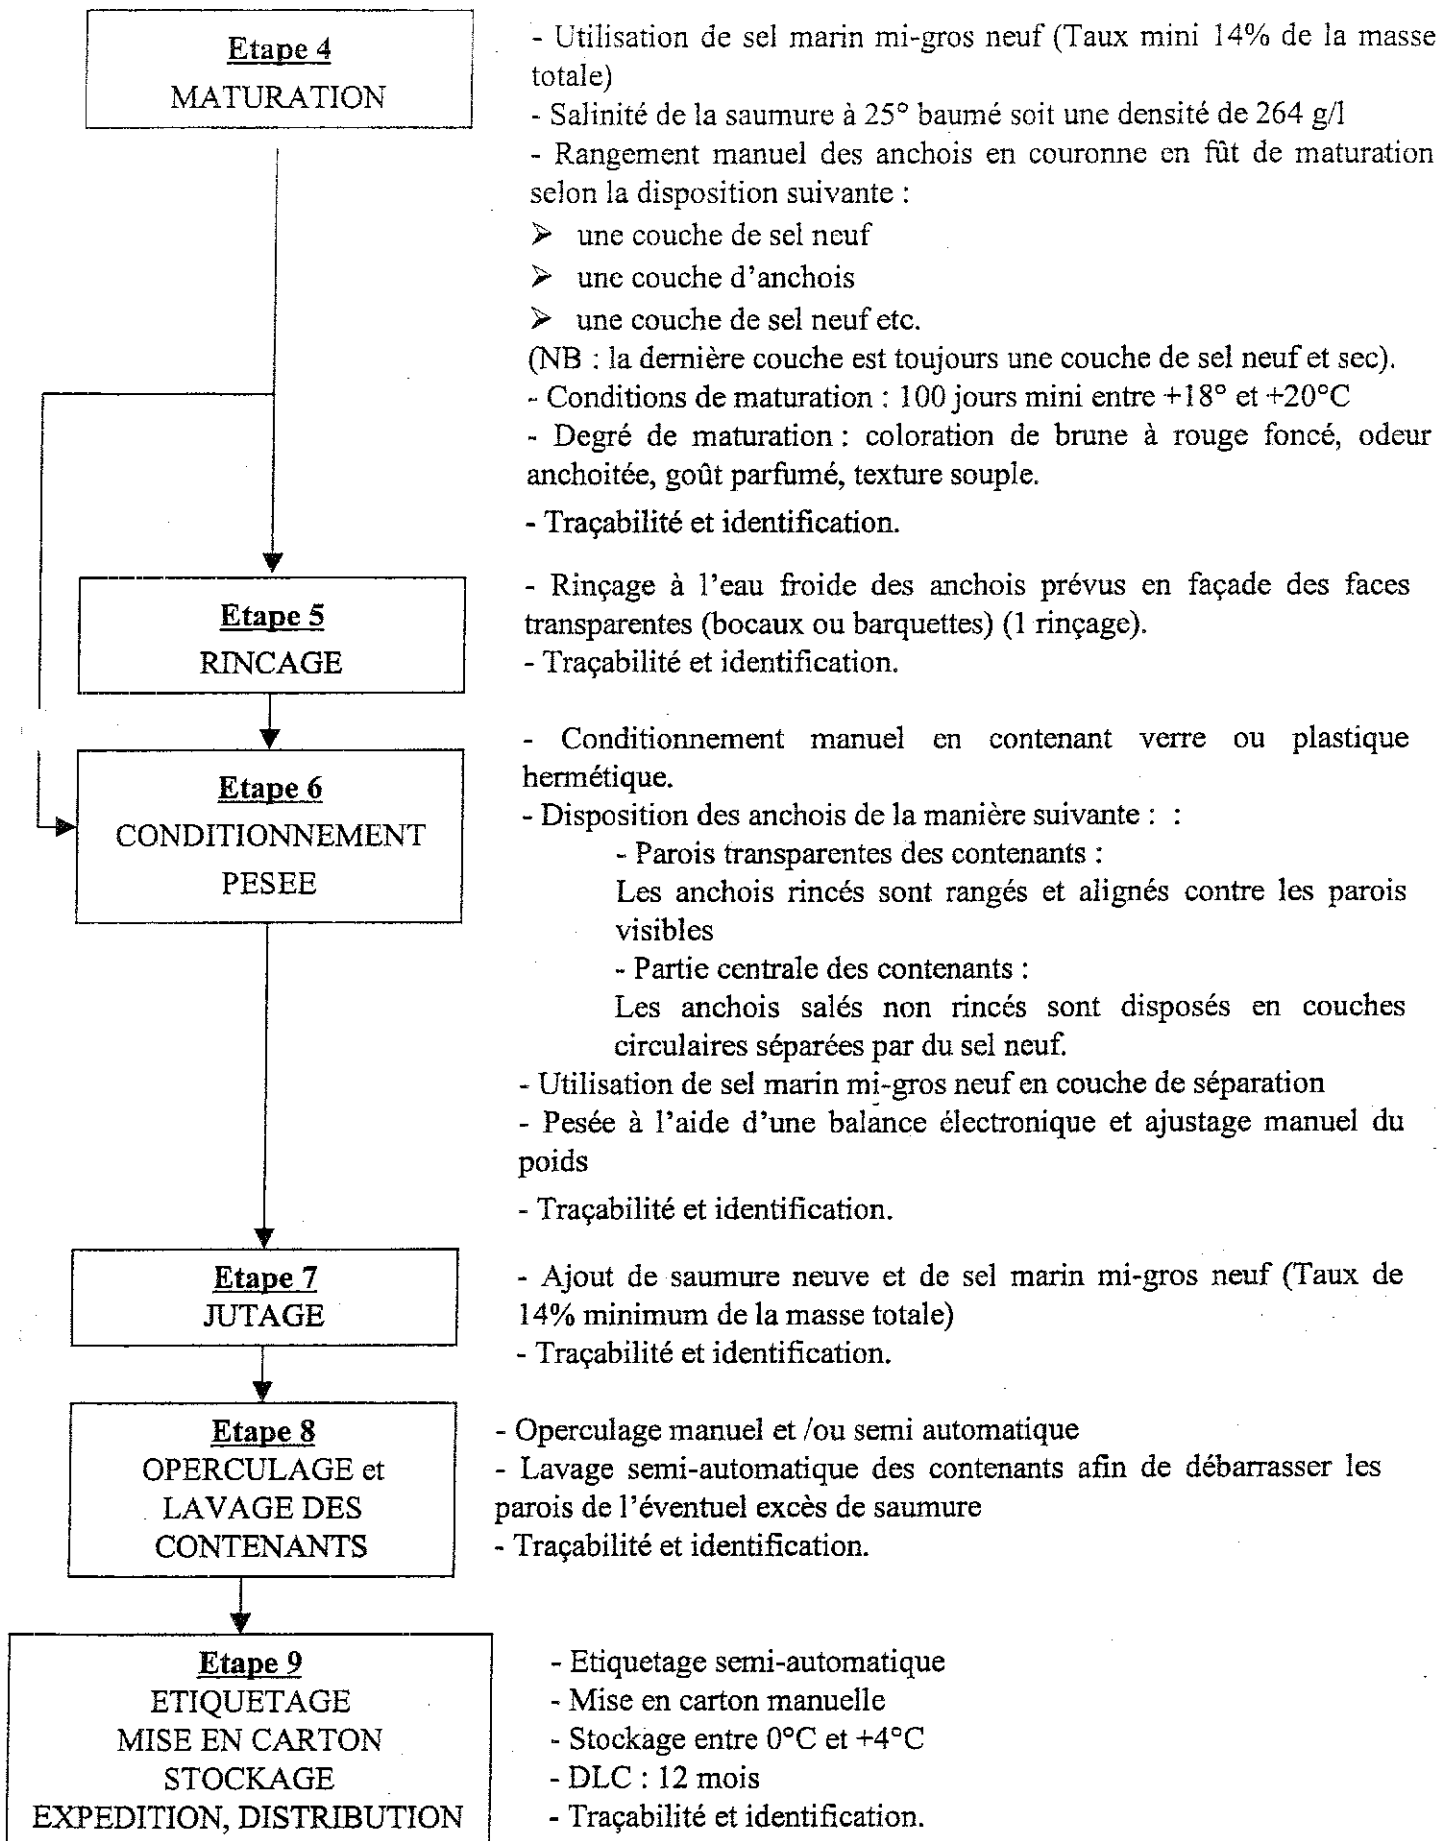 Etape 4
MATURATION
- Utilisation de sel marin mi-gros neuf (Taux mini 14% de la masse
totale)
- Salinité de la saumure à 25° baumé soit une densité de 264 g/l
- Rangement manuel des anchois en couronne en fût de maturation
selon la disposition suivante :
➢ une couche de sel neuf
➢ une couche d'anchois
➢ une couche de sel neuf etc.
(NB : la dernière couche est toujours une couche de sel neuf et sec).
- Conditions de maturation : 100 jours mini entre +18° et +20°C
- Degré de maturation : coloration de brune à rouge foncé, odeur
anchoitée, goût parfumé, texture souple.
- Traçabilité et identification.
Etape 5
RINCAGE
- Rinçage à l'eau froide des anchois prévus en façade des faces
transparentes (bocaux ou barquettes) (1 rinçage).
- Traçabilité et identification.
Etape 6
CONDITIONNEMENT
PESEE
- Conditionnement manuel en contenant verre ou plastique
hermétique.
- Disposition des anchois de la manière suivante : :
- Parois transparentes des contenants :
Les anchois rincés sont rangés et alignés contre les parois
visibles
- Partie centrale des contenants :
Les anchois salés non rincés sont disposés en couches
circulaires séparées par du sel neuf.
- Utilisation de sel marin mi-gros neuf en couche de séparation
- Pesée à l'aide d'une balance électronique et ajustage manuel du
poids
- Traçabilité et identification.
Etape 7
JUTAGE
- Ajout de saumure neuve et de sel marin mi-gros neuf (Taux de
14% minimum de la masse totale)
- Traçabilité et identification.
Etape 8
OPERCULAGE et
LAVAGE DES
CONTENANTS
- Operculage manuel et /ou semi automatique
- Lavage semi-automatique des contenants afin de débarrasser les
parois de l'éventuel excès de saumure
- Traçabilité et identification.
Etape 9
ETIQUETAGE
MISE EN CARTON
STOCKAGE
EXPEDITION, DISTRIBUTION
- Etiquetage semi-automatique
- Mise en carton manuelle
- Stockage entre 0°C et +4°C
- DLC : 12 mois
- Traçabilité et identification.